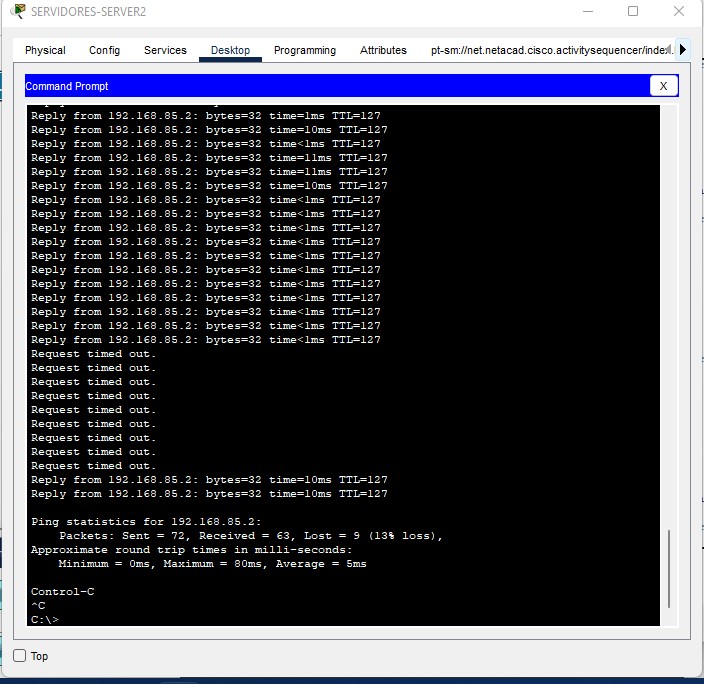 SERVIDORES-SERVER2
Physical Config Services Desktop Programming Attributes pt-sm://net.netacad.cisco.activitysequencer/index.
Command Prompt X
Reply from 192.168.85.2: bytes=32 time=1ms TTL=127
Reply from 192.168.85.2: bytes=32 time=10ms TTL=127
Reply from 192.168.85.2: bytes=32 time<1ms TTL=127
Reply from 192.168.85.2: bytes=32 time=11ms TTL=127
Reply from 192.168.85.2: bytes=32 time=11ms TTL=127
Reply from 192.168.85.2: bytes=32 time=10ms TTL=127
Reply from 192.168.85.2: bytes=32 time<1ms TTL=127
Reply from 192.168.85.2: bytes=32 time<1ms TTL=127
Reply from 192.168.85.2: bytes=32 time<1ms TTL=127
Reply from 192.168.85.2: bytes=32 time<1ms TTL=127
Reply from 192.168.85.2: bytes=32 time<1ms TTL=127
Reply from 192.168.85.2: bytes=32 time<1ms TTL=127
Reply from 192.168.85.2: bytes=32 time<1ms TTL=127
Reply from 192.168.85.2: bytes=32 time<1ms TTL=127
Reply from 192.168.85.2: bytes=32 time<1ms TTL=127
Reply from 192.168.85.2: bytes=32 time<1ms TTL=127
Reply from 192.168.85.2: bytes=32 time<1ms TTL=127
Request timed out.
Request timed out.
Request timed out.
Request timed out.
Request timed out.
Request timed out.
Request timed out.
Request timed out.
Request timed out.
Reply from 192.168.85.2: bytes=32 time=10ms TTL=127
Reply from 192.168.85.2: bytes=32 time=10ms TTL=127
Ping statistics for 192.168.85.2:
Packets: Sent = 72, Received = 63, Lost = 9 (13% loss),
Approximate round trip times in milli-seconds:
Minimum = 0ms, Maximum = 80ms, Average = 5ms
Control-C
^C
C:\>
Top